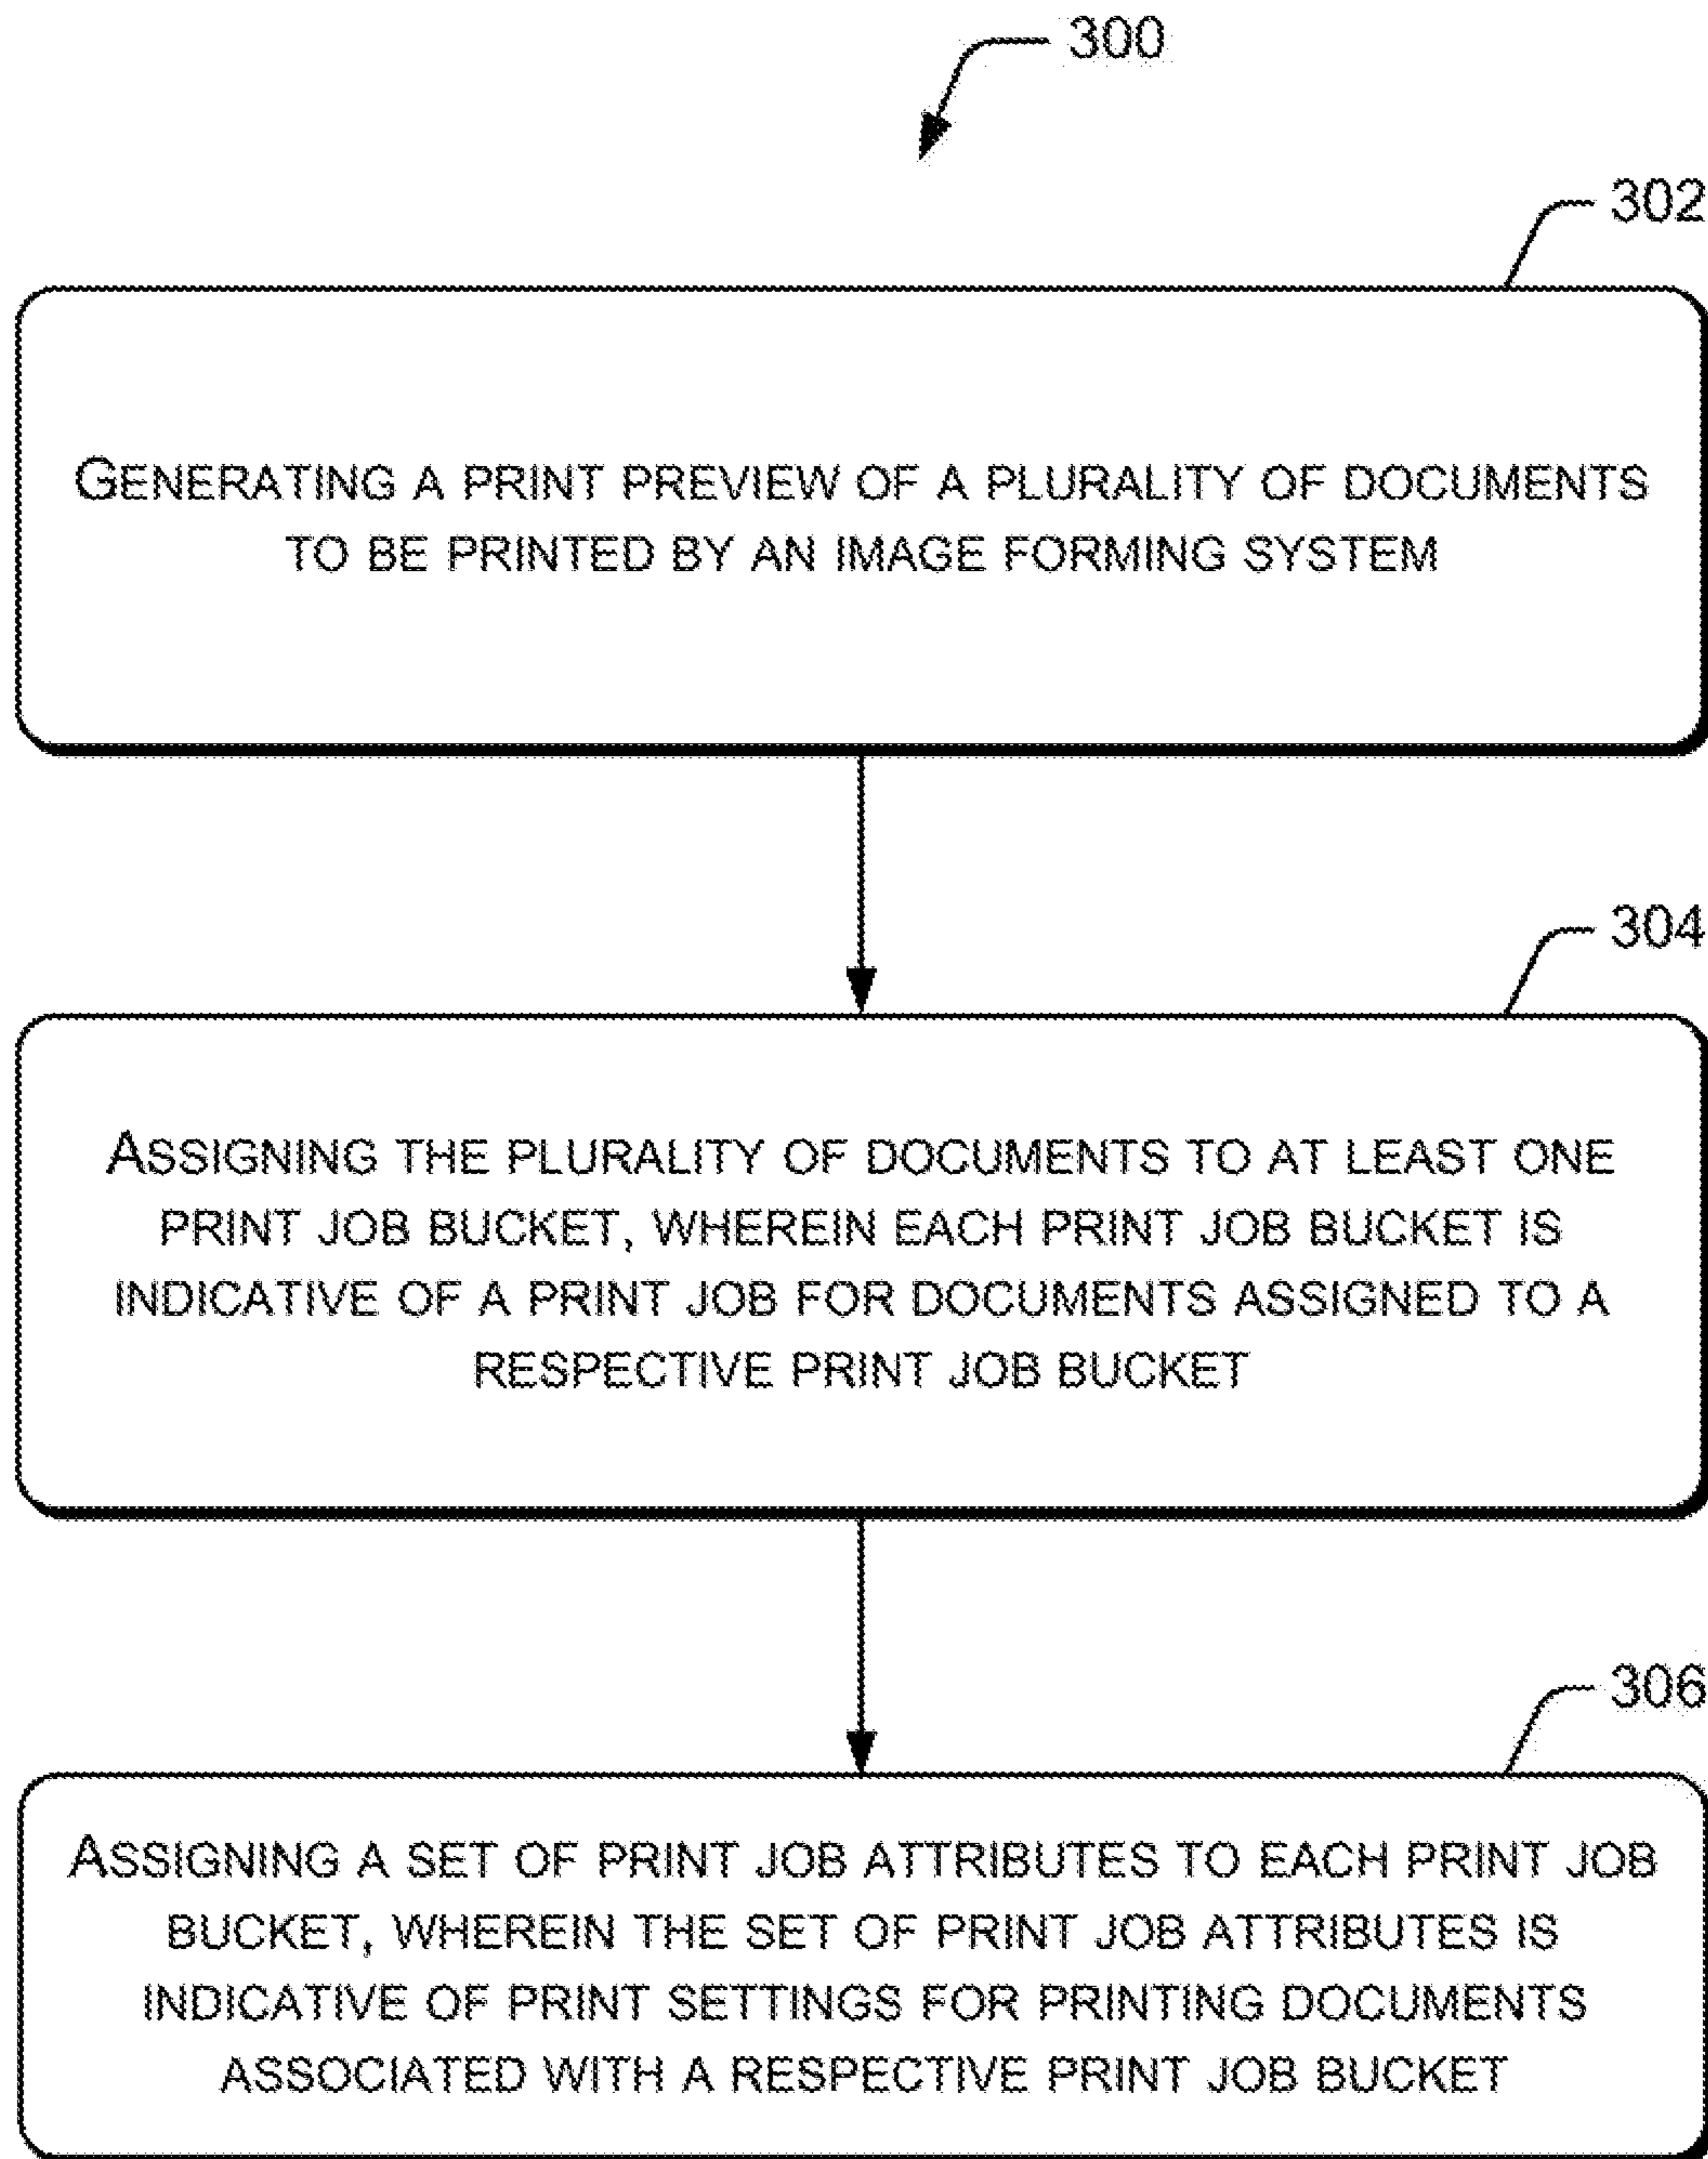 300
302
GENERATING A PRINT PREVIEW OF A PLURALITY OF DOCUMENTS
TO BE PRINTED BY AN IMAGE FORMING SYSTEM
304
ASSIGNING THE PLURALITY OF DOCUMENTS TO AT LEAST ONE
PRINT JOB BUCKET, WHEREIN EACH PRINT JOB BUCKET IS
INDICATIVE OF A PRINT JOB FOR DOCUMENTS ASSIGNED TO A
RESPECTIVE PRINT JOB BUCKET
306
ASSIGNING A SET OF PRINT JOB ATTRIBUTES TO EACH PRINT JOB
BUCKET, WHEREIN THE SET OF PRINT JOB ATTRIBUTES IS
INDICATIVE OF PRINT SETTINGS FOR PRINTING DOCUMENTS
ASSOCIATED WITH A RESPECTIVE PRINT JOB BUCKET